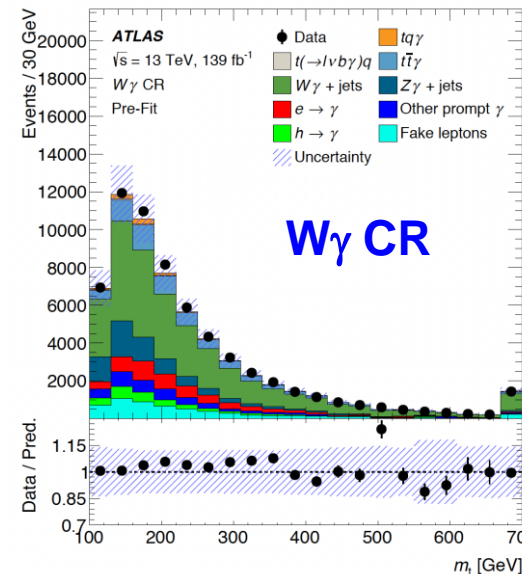 Events / 30 GeV
20000
18000
16000
14000
12000
10000
8000
6000
4000
2000
ATLAS
√s = 13 TeV, 139 fb⁻¹
Wγ CR
Pre-Fit
Data
tqγ
t(→lνbγ)q
tt̄γ
Wγ + jets
Zγ + jets
e → γ
Other prompt γ
h → γ
Fake leptons
Uncertainty
Wγ CR
Data / Pred.
1.15
1
0.85
0.7
100 200 300 400 500 600 70
mₜ [GeV]